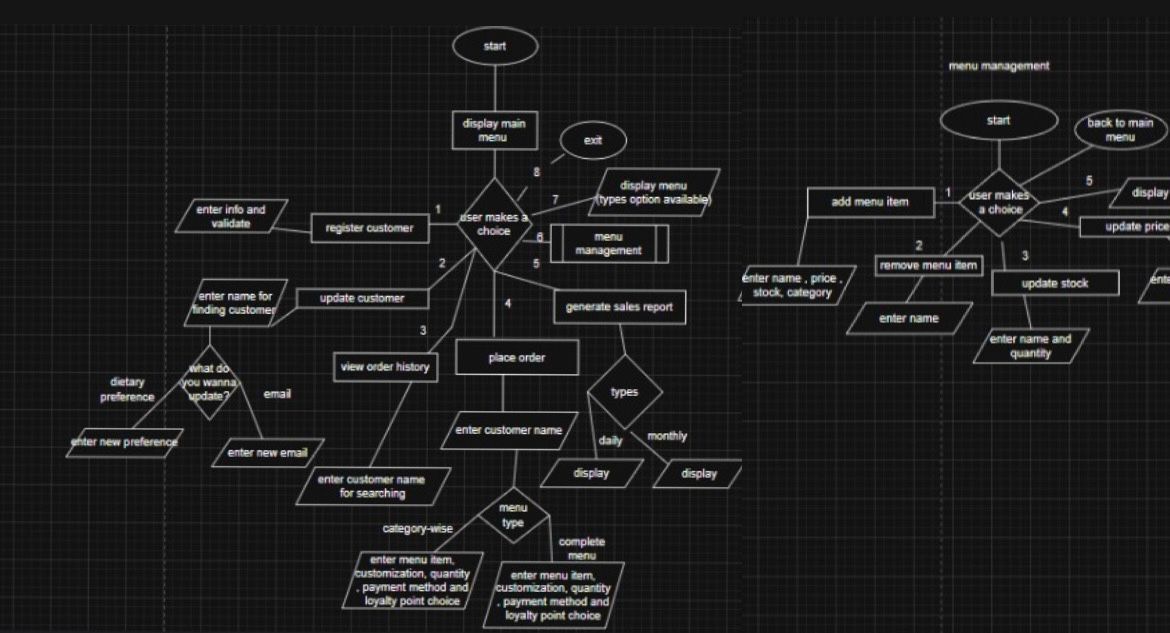 start
display main
menu
exit
8
display menu
(types option available)
7
user makes a
choice
6
menu
management
1
register customer
enter info and
validate
2
update customer
enter name for
finding customer
what do
you wanna
update?
dietary
preference
email
enter new preference
enter new email
3
view order history
enter customer name
for searching
4
place order
enter customer name
menu
type
category-wise
complete
menu
enter menu item,
customization, quantity
, payment method and
loyalty point choice
enter menu item,
customization, quantity
, payment method and
loyalty point choice
5
generate sales report
types
daily
monthly
display
display
menu management
start
back to main
menu
user makes
a choice
1
add menu item
enter name , price ,
stock, category
2
remove menu item
enter name
3
update stock
enter name and
quantity
4
update price
5
display
ente